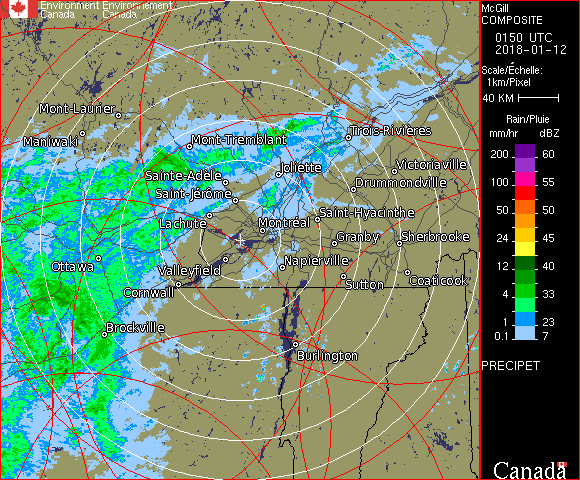 Environment Environnement
Canada Canada
McGill
COMPOSITE
0150 UTC
2018-01-12
Scale/Échelle:
1km/Pixel
40 KM
Rain/Pluie
mm/hr dBZ
200 60
100 55
50 50
24 45
12 40
4 33
1 23
0.1 7
PRECIPET
Canada
Mont-Laurier
Maniwaki
Mont-Tremblant
Trois-Rivières
Sainte-Adèle
Joliette
Victoriaville
Saint-Jérôme
Drummondville
Lachute
Saint-Hyacinthe
Montréal
Granby
Sherbrooke
Ottawa
Valleyfield
Napierville
Cornwall
Sutton
Coaticook
Brockville
Burlington